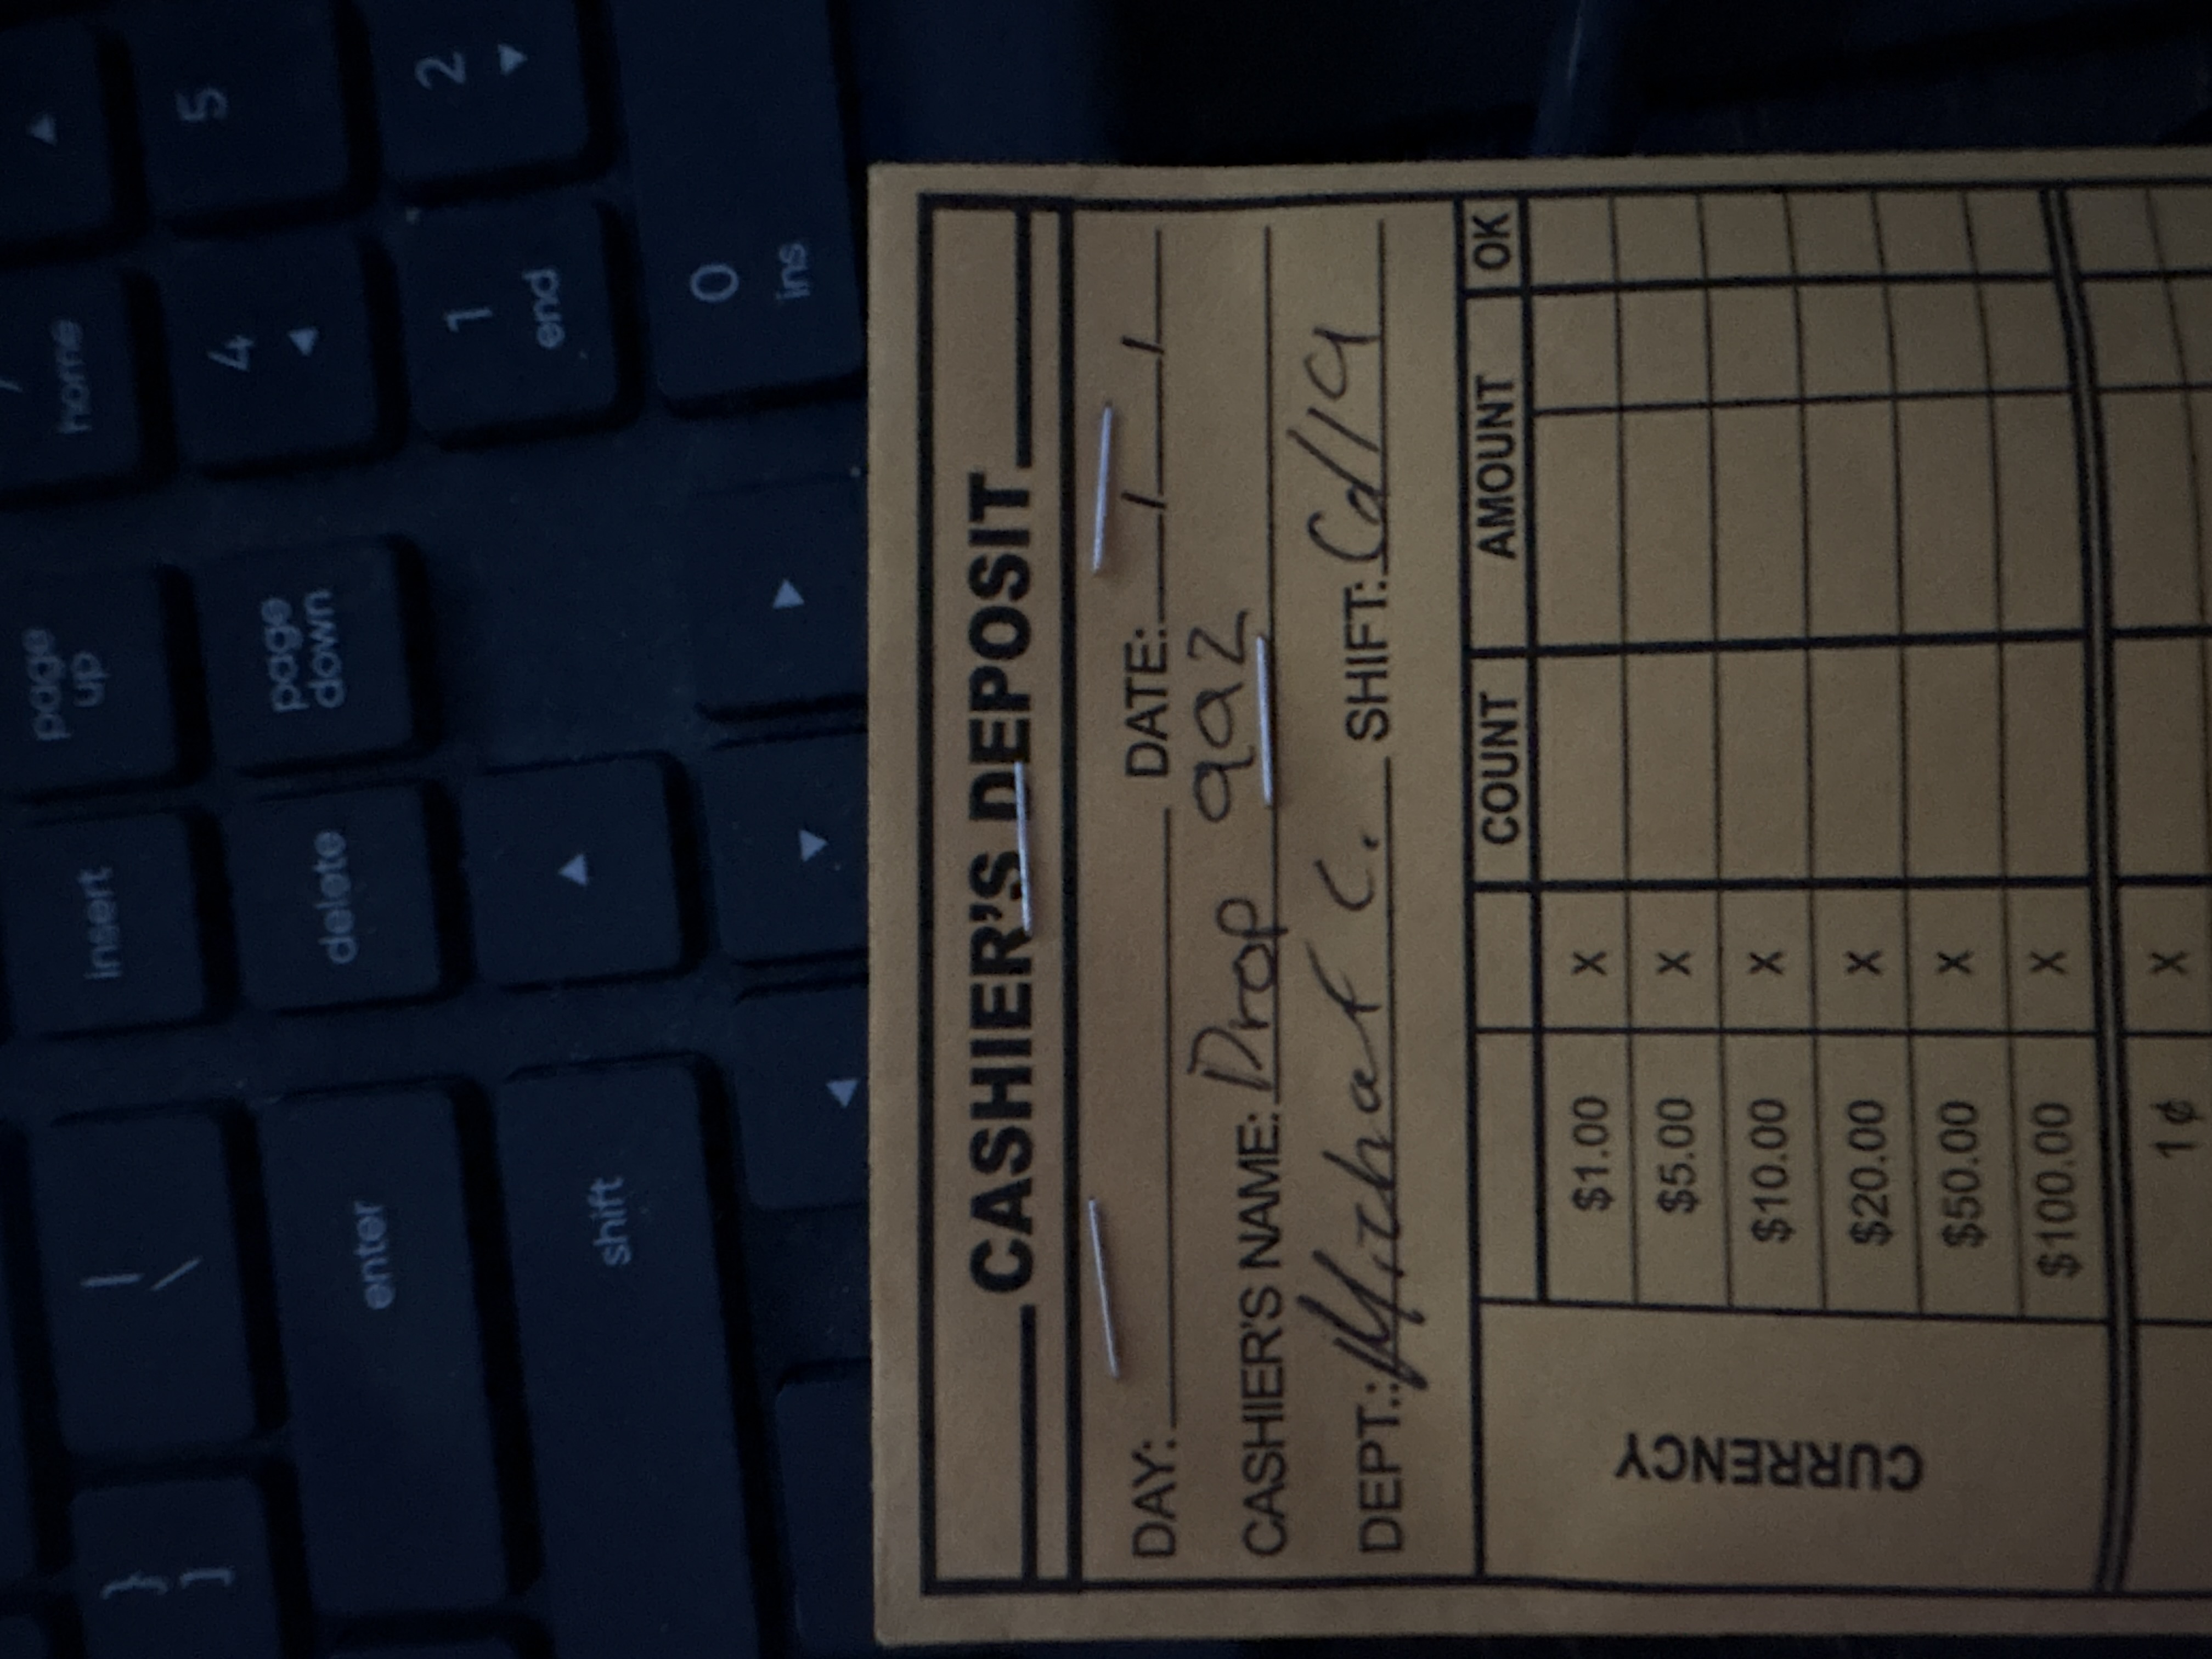 CASHIER'S DEPOSIT
DAY: DATE: / /
CASHIER'S NAME: Drop 992
DEPT.: C. SHIFT:
COUNT AMOUNT OK
CURRENCY
$1.00 X
$5.00 X
$10.00 X
$20.00 X
$50.00 X
$100.00 X
1¢ X
home
5
2
4
1 end
0 ins
page up
page down
insert
delete
| \
enter
shift
} ]